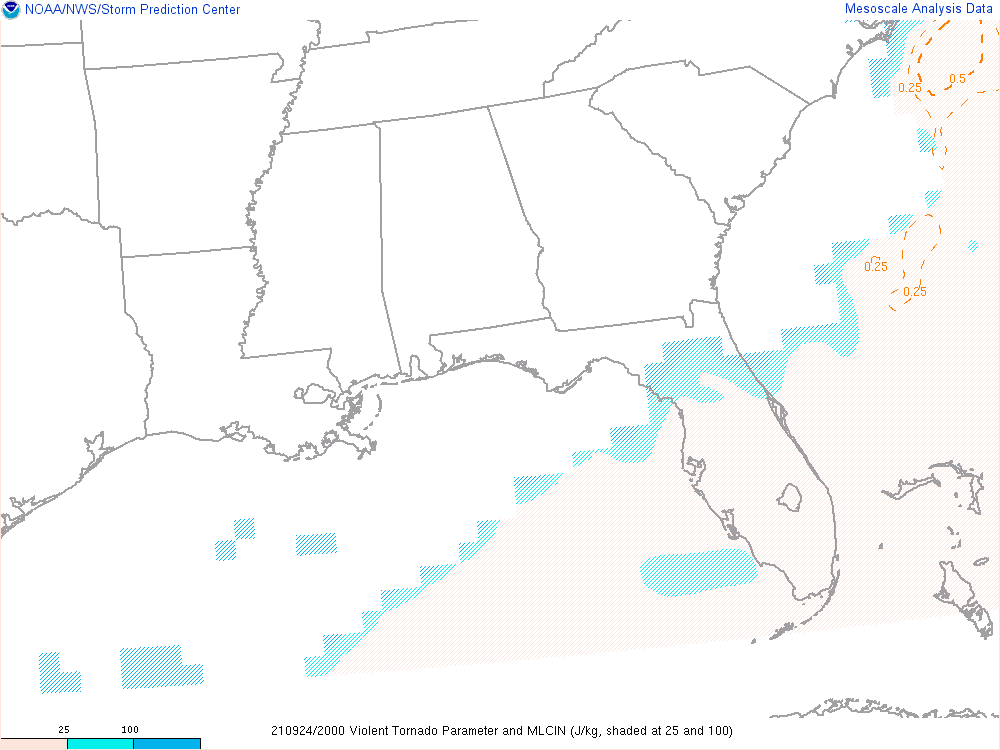 NOAA/NWS/Storm Prediction Center
Mesoscale Analysis Data
0.5
0.25
0.25
0.25
25 100
210924/2000 Violent Tornado Parameter and MLCIN (J/kg, shaded at 25 and 100)